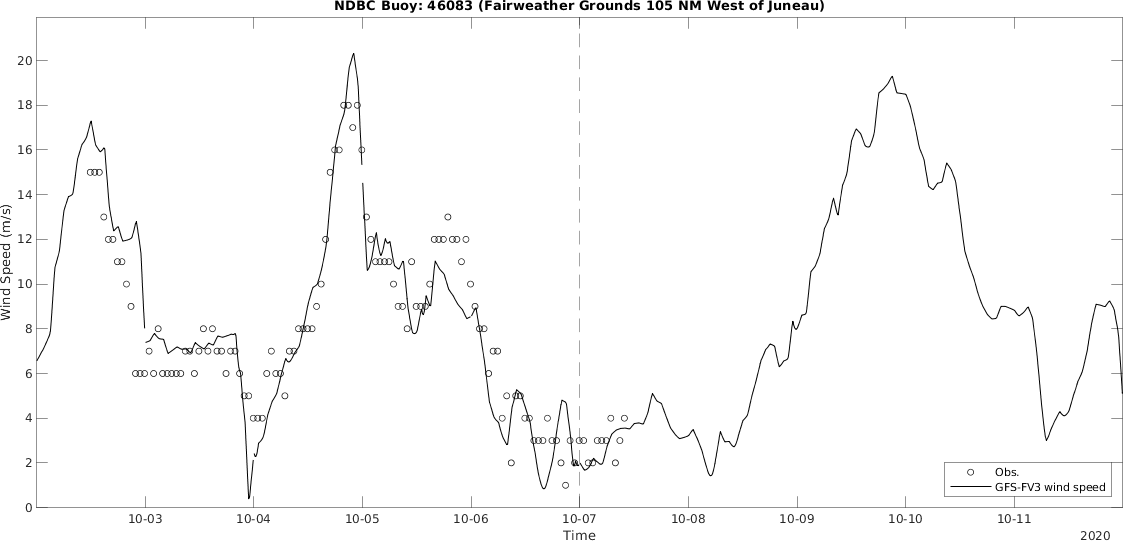 NDBC Buoy: 46083 (Fairweather Grounds 105 NM West of Juneau)
20
18
16
14
12
10
8
6
4
2
0
Wind Speed (m/s)
Obs.
GFS-FV3 wind speed
10-03 10-04 10-05 10-06 10-07 10-08 10-09 10-10 10-11
Time
2020